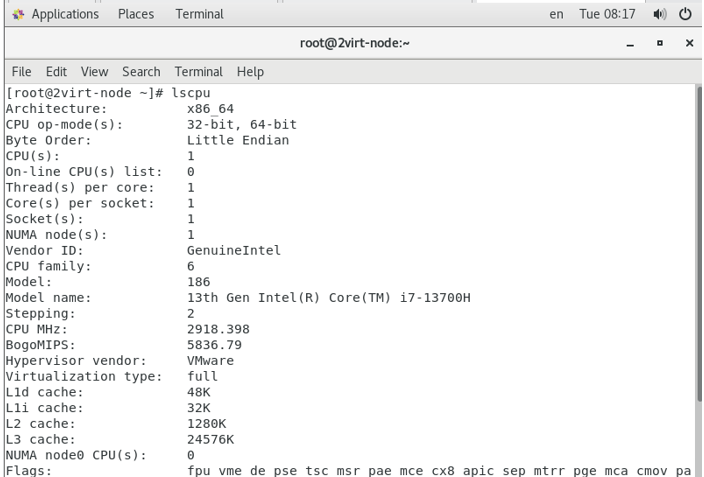 Applications Places Terminal en Tue 08:17
root@2virt-node:~
File Edit View Search Terminal Help
[root@2virt-node ~]# lscpu
Architecture: x86_64
CPU op-mode(s): 32-bit, 64-bit
Byte Order: Little Endian
CPU(s): 1
On-line CPU(s) list: 0
Thread(s) per core: 1
Core(s) per socket: 1
Socket(s): 1
NUMA node(s): 1
Vendor ID: GenuineIntel
CPU family: 6
Model: 186
Model name: 13th Gen Intel(R) Core(TM) i7-13700H
Stepping: 2
CPU MHz: 2918.398
BogoMIPS: 5836.79
Hypervisor vendor: VMware
Virtualization type: full
L1d cache: 48K
L1i cache: 32K
L2 cache: 1280K
L3 cache: 24576K
NUMA node0 CPU(s): 0
Flags: fpu vme de pse tsc msr pae mce cx8 apic sep mtrr pge mca cmov pa